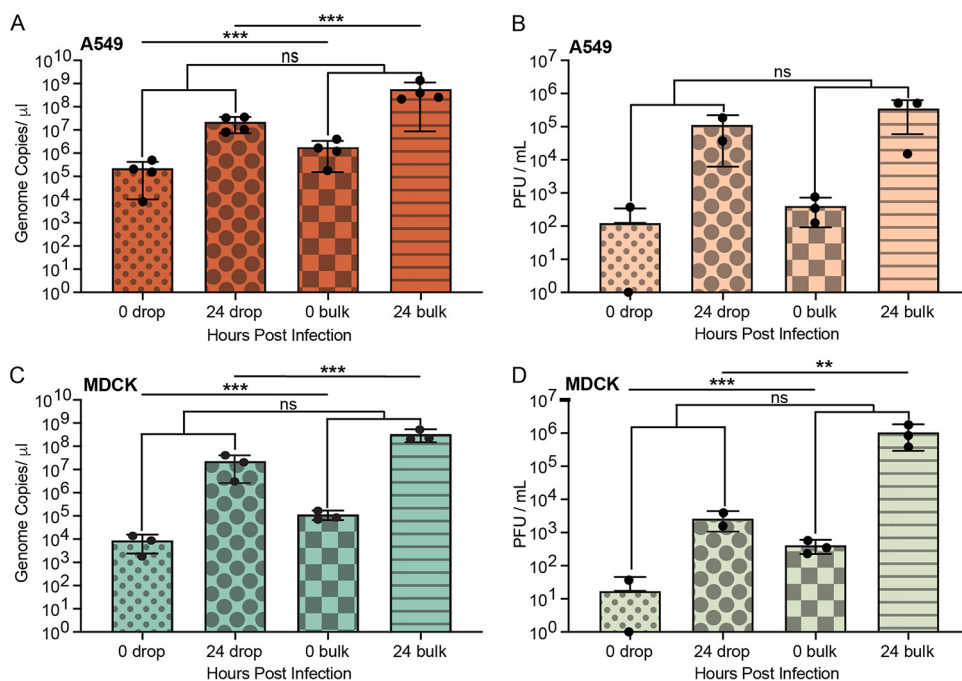 A
A549
***
***
ns
Genome Copies/ µl
10^10
10^9
10^8
10^7
10^6
10^5
10^4
10^3
10^2
10^1
10^0
0 drop 24 drop 0 bulk 24 bulk
Hours Post Infection
B
A549
ns
PFU / mL
10^7
10^6
10^5
10^4
10^3
10^2
10^1
10^0
0 drop 24 drop 0 bulk 24 bulk
Hours Post Infection
C
MDCK
***
***
ns
Genome Copies/ µl
10^10
10^9
10^8
10^7
10^6
10^5
10^4
10^3
10^2
10^1
10^0
0 drop 24 drop 0 bulk 24 bulk
Hours Post Infection
D
MDCK
**
***
ns
PFU / mL
10^7
10^6
10^5
10^4
10^3
10^2
10^1
10^0
0 drop 24 drop 0 bulk 24 bulk
Hours Post Infection